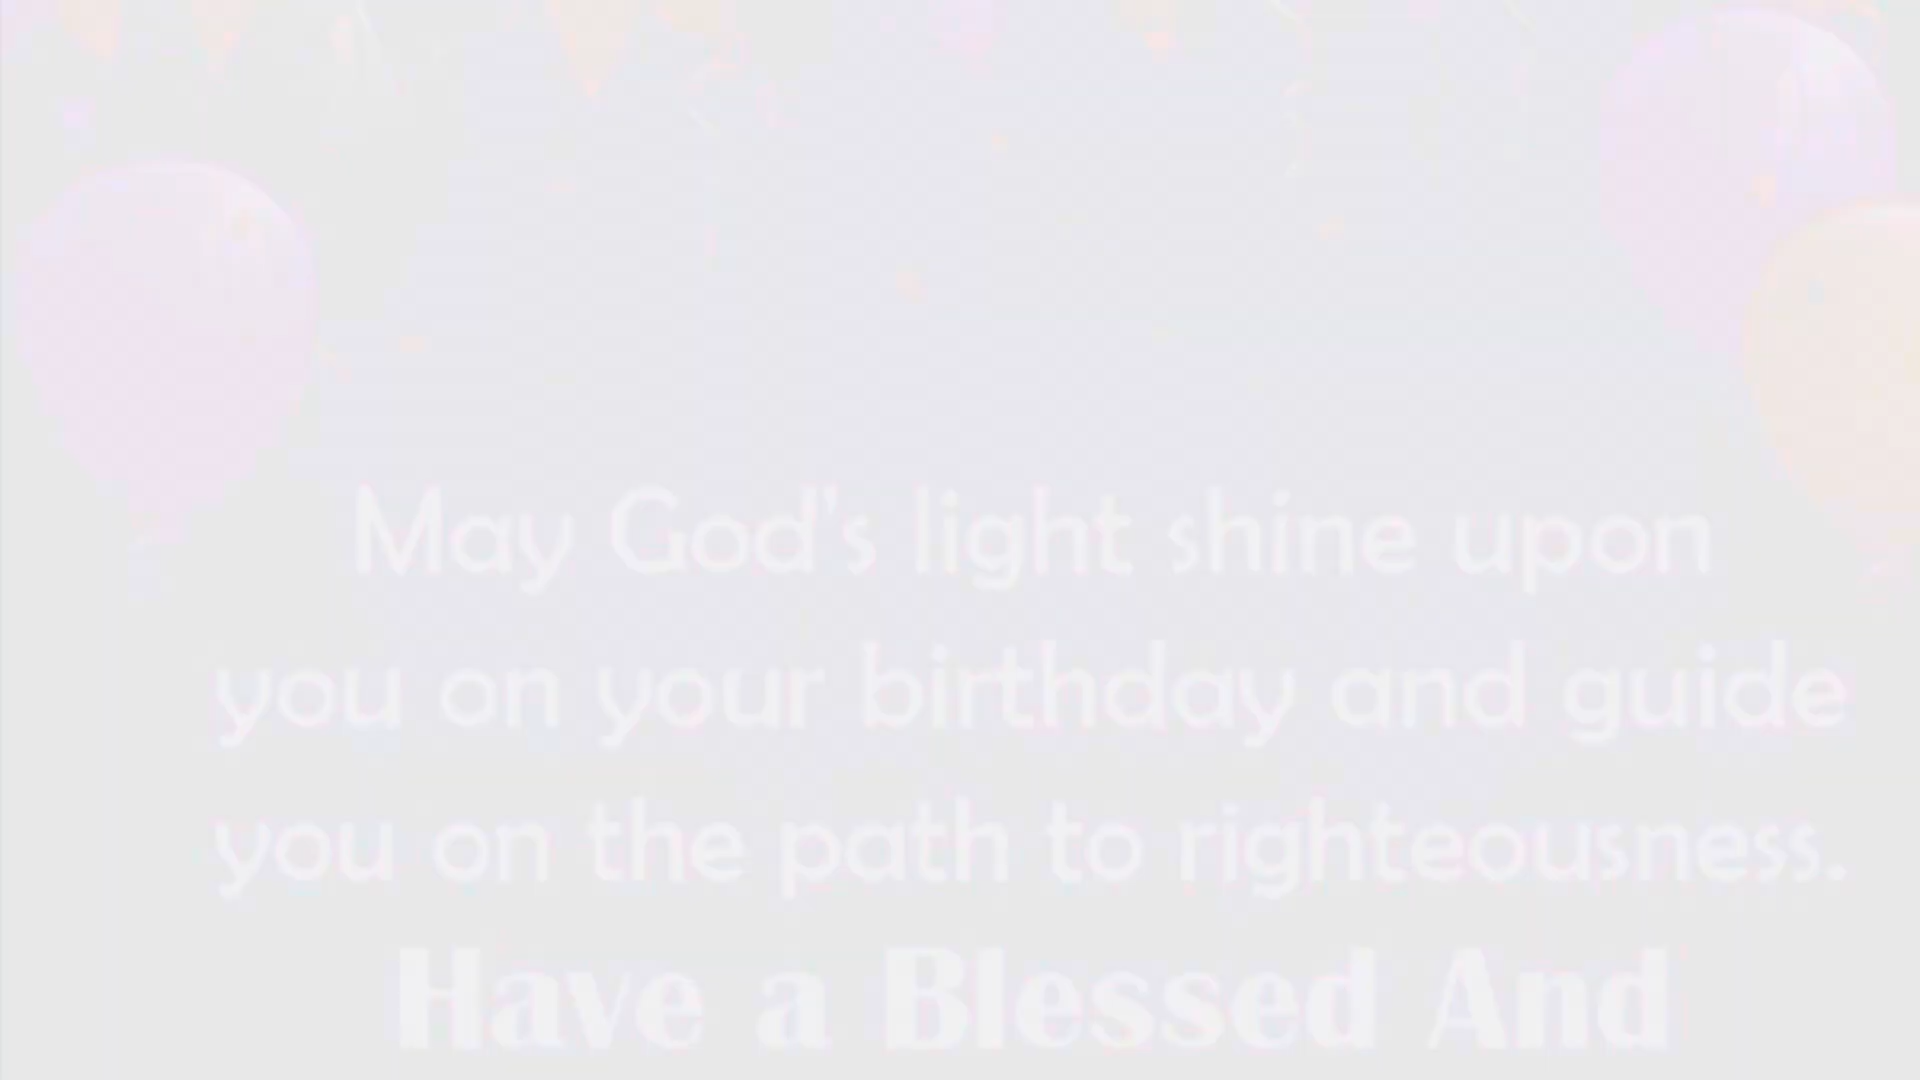 May God's light shine upon
you on your birthday and guide
you on the path to righteousness.
Have a Blessed And